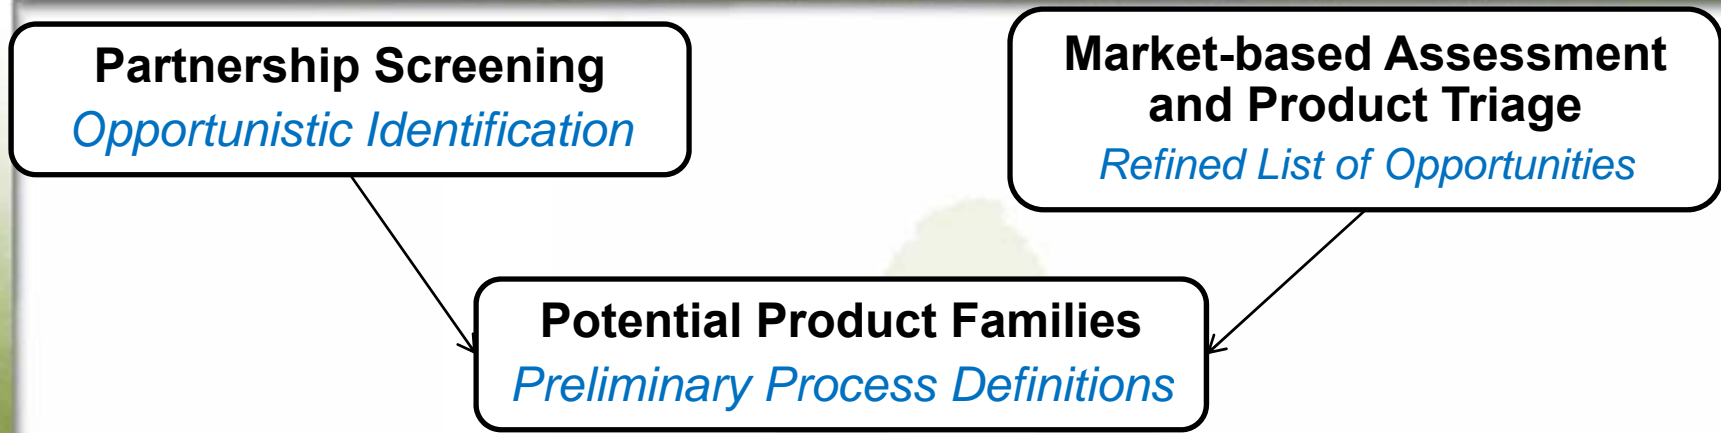 Partnership Screening
Opportunistic Identification
Market-based Assessment
and Product Triage
Refined List of Opportunities
Potential Product Families
Preliminary Process Definitions